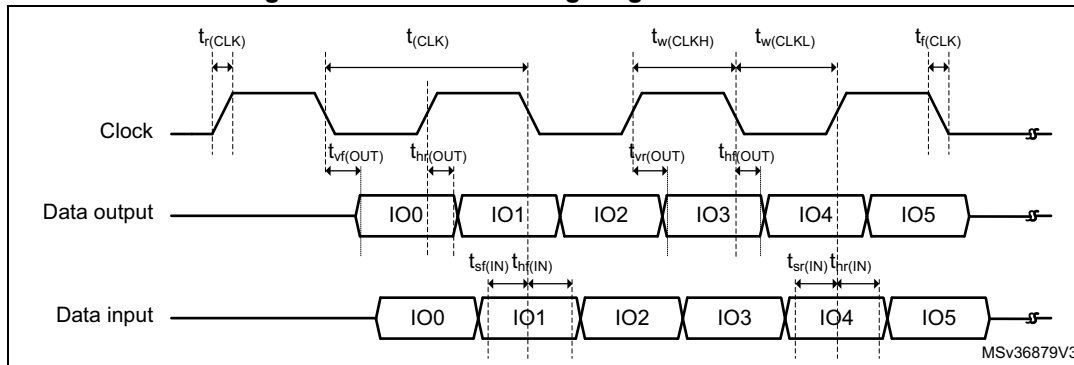 t_r(CLK) t_(CLK) t_w(CLKH) t_w(CLKL) t_f(CLK)
Clock
t_vf(OUT) t_hr(OUT) t_vr(OUT) t_hf(OUT)
Data output IO0 IO1 IO2 IO3 IO4 IO5
t_sf(IN) t_hf(IN) t_sr(IN) t_hr(IN)
Data input IO0 IO1 IO2 IO3 IO4 IO5
MSv36879V3